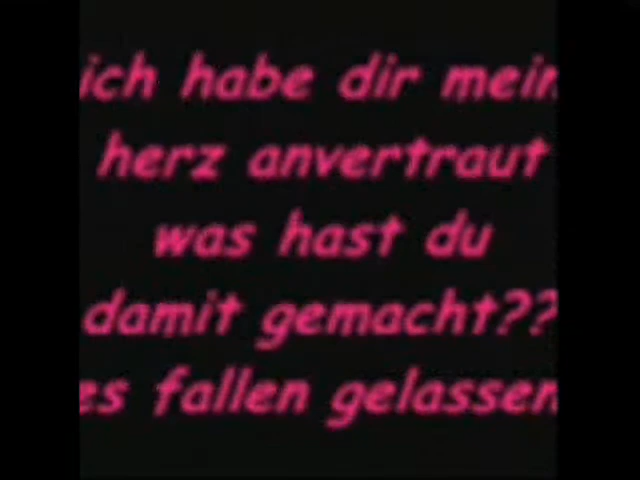 ich habe dir mein
herz anvertraut
was hast du
damit gemacht??
es fallen gelassen